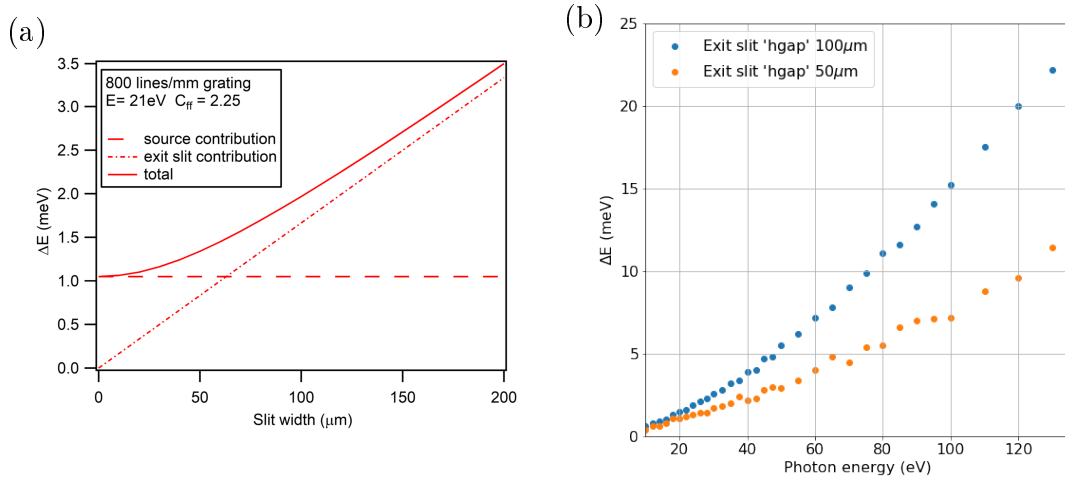 (a)
3.5
3.0
2.5
2.0
1.5
1.0
0.5
0.0
ΔE (meV)
800 lines/mm grating
E= 21eV C_ff = 2.25
source contribution
exit slit contribution
total
0
50
100
150
200
Slit width (μm)
(b)
25
20
15
10
5
0
ΔE (meV)
Exit slit 'hgap' 100μm
Exit slit 'hgap' 50μm
20
40
60
80
100
120
Photon energy (eV)